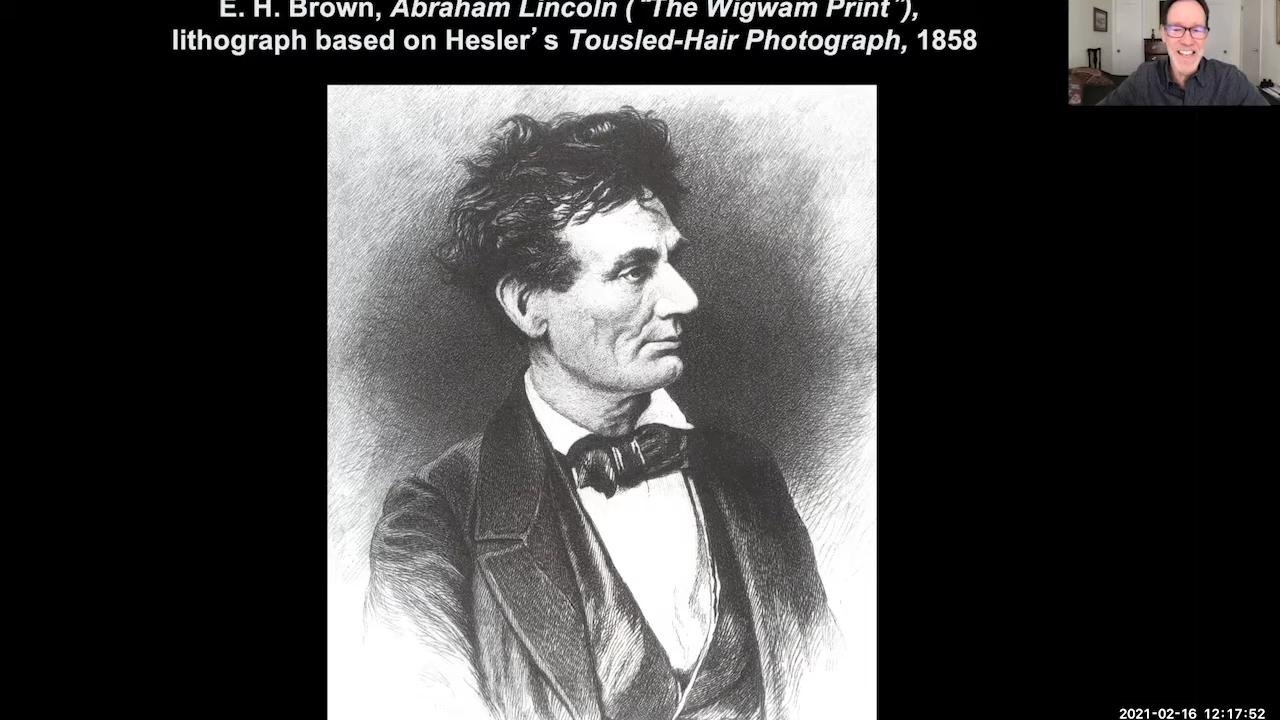 E. H. Brown, Abraham Lincoln (“The Wigwam Print”),
lithograph based on Hesler’s Tousled-Hair Photograph, 1858
2021-02-16 12:17:52